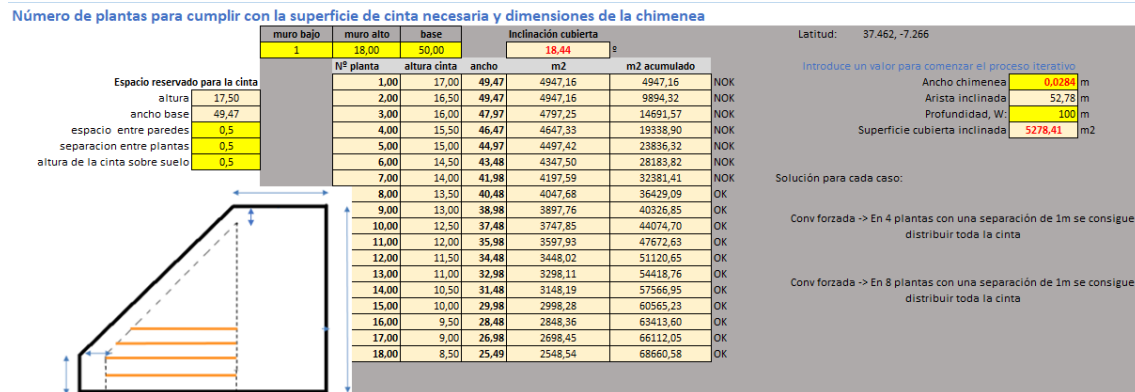 Número de plantas para cumplir con la superficie de cinta necesaria y dimensiones de la chimenea
muro bajo muro alto base Inclinación cubierta Latitud: 37.462, -7.266
1 18,00 50,00 18,44 º
Nº planta altura cinta ancho m2 m2 acumulado Introduce un valor para comenzar el proceso iterativo
Espacio reservado para la cinta 1,00 17,00 49,47 4947,16 4947,16 NOK Ancho chimenea 0,0284 m
altura 17,50 2,00 16,50 49,47 4947,16 9894,32 NOK Arista inclinada 52,78 m
ancho base 49,47 3,00 16,00 47,97 4797,25 14691,57 NOK Profundidad, W: 100 m
espacio entre paredes 0,5 4,00 15,50 46,47 4647,33 19338,90 NOK Superficie cubierta inclinada 5278,41 m2
separacion entre plantas 0,5 5,00 15,00 44,97 4497,42 23836,32 NOK
altura de la cinta sobre suelo 0,5 6,00 14,50 43,48 4347,50 28183,82 NOK
7,00 14,00 41,98 4197,59 32381,41 NOK Solución para cada caso:
8,00 13,50 40,48 4047,68 36429,09 OK
9,00 13,00 38,98 3897,76 40326,85 OK
10,00 12,50 37,48 3747,85 44074,70 OK Conv forzada -> En 4 plantas con una separación de 1m se consigue
11,00 12,00 35,98 3597,93 47672,63 OK distribuir toda la cinta
12,00 11,50 34,48 3448,02 51120,65 OK
13,00 11,00 32,98 3298,11 54418,76 OK
14,00 10,50 31,48 3148,19 57566,95 OK Conv forzada -> En 8 plantas con una separación de 1m se consigue
15,00 10,00 29,98 2998,28 60565,23 OK distribuir toda la cinta
16,00 9,50 28,48 2848,36 63413,60 OK
17,00 9,00 26,98 2698,45 66112,05 OK
18,00 8,50 25,49 2548,54 68660,58 OK